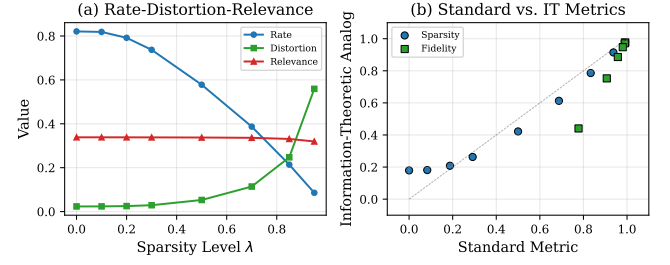 (a) Rate-Distortion-Relevance
Value
0.8
0.6
0.4
0.2
0.0
Rate
Distortion
Relevance
0.0 0.2 0.4 0.6 0.8
Sparsity Level λ
(b) Standard vs. IT Metrics
Information-Theoretic Analog
1.0
0.8
0.6
0.4
0.2
0.0
Sparsity
Fidelity
0.0 0.2 0.4 0.6 0.8 1.0
Standard Metric